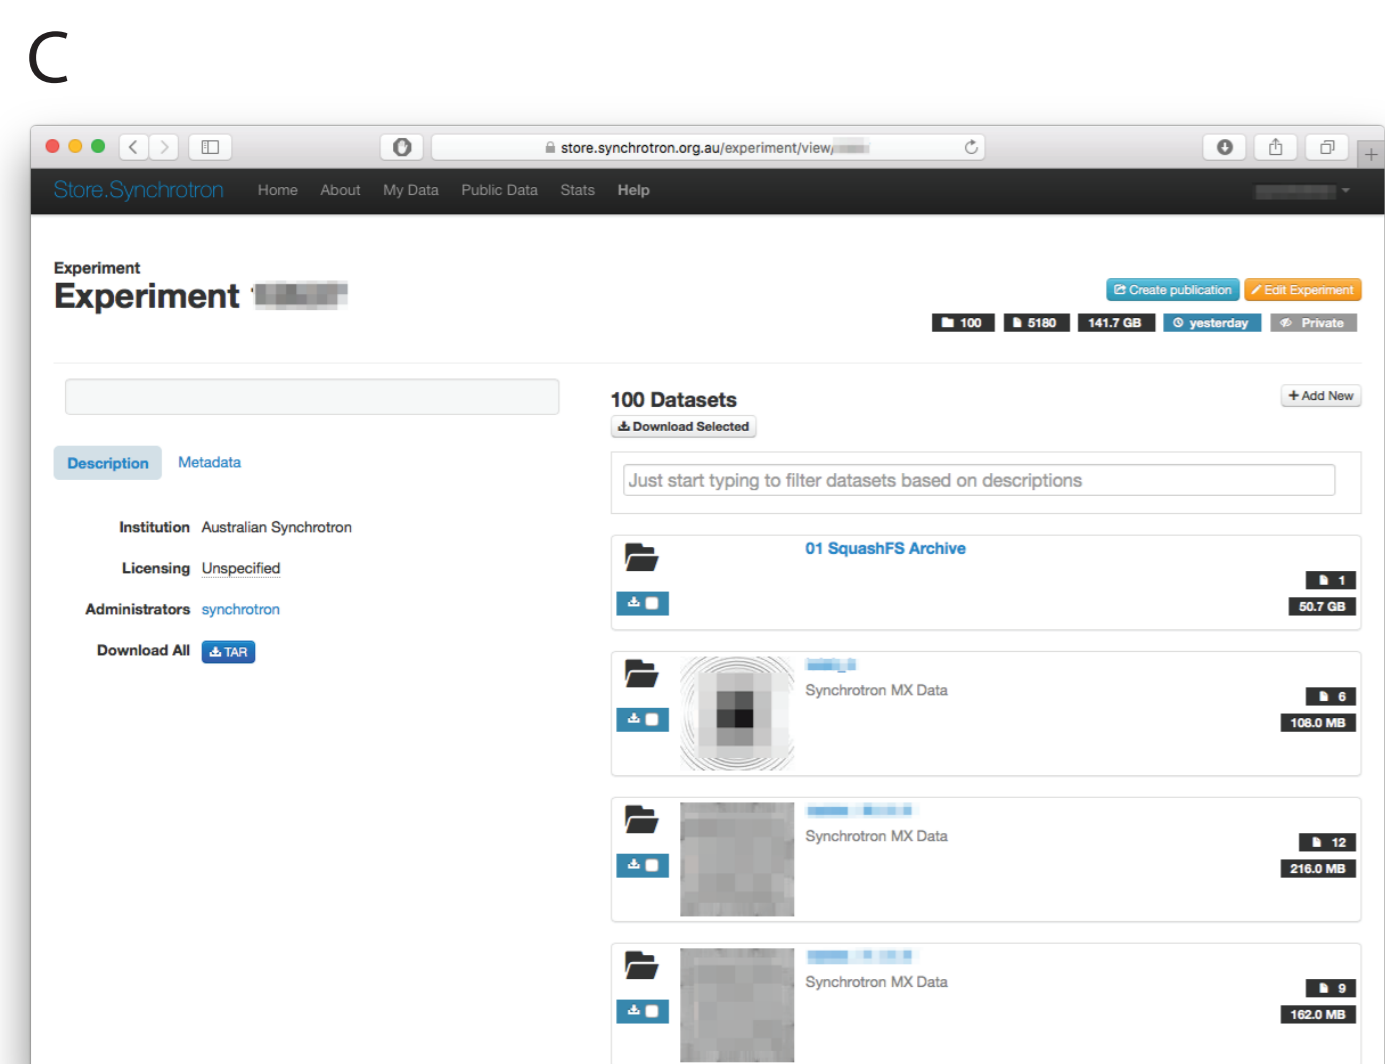 C
store.synchrotron.org.au/experiment/view/
Store.Synchrotron Home About My Data Public Data Stats Help
Experiment
Experiment
Create publication Edit Experiment
100 5180 141.7 GB yesterday Private
100 Datasets
+ Add New
Download Selected
Just start typing to filter datasets based on descriptions
Description Metadata
Institution Australian Synchrotron
Licensing Unspecified
Administrators synchrotron
Download All TAR
01 SquashFS Archive
1
50.7 GB
Synchrotron MX Data
6
108.0 MB
Synchrotron MX Data
12
216.0 MB
Synchrotron MX Data
9
162.0 MB